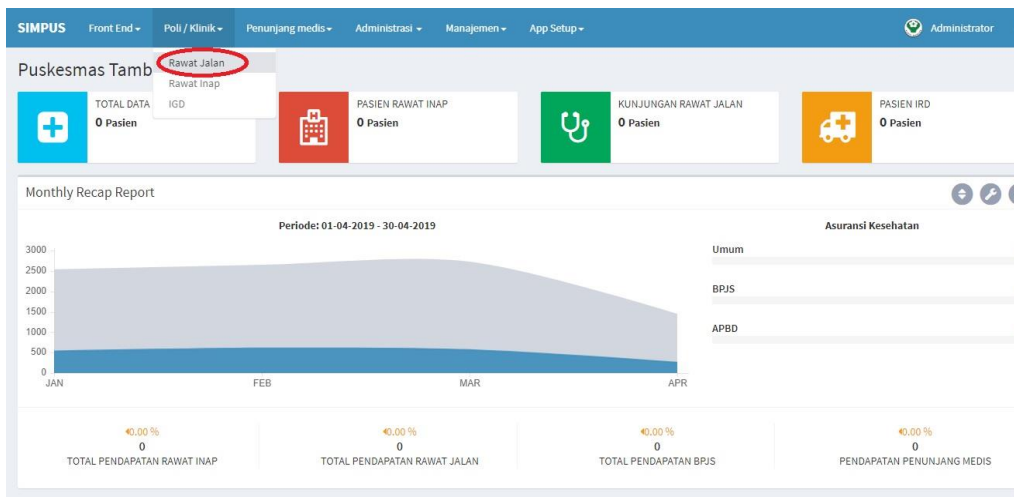 SIMPUS Front End Poli / Klinik Penunjang medis Administrasi Manajemen App Setup Administrator
Rawat Jalan
Rawat Inap
IGD
Puskesmas Tamb
TOTAL DATA
0 Pasien
PASIEN RAWAT INAP
0 Pasien
KUNJUNGAN RAWAT JALAN
0 Pasien
PASIEN IRD
0 Pasien
Monthly Recap Report
Periode: 01-04-2019 - 30-04-2019
3000
2500
2000
1500
1000
500
0
JAN FEB MAR APR
Asuransi Kesehatan
Umum
BPJS
APBD
0.00 %
0
TOTAL PENDAPATAN RAWAT INAP
0.00 %
0
TOTAL PENDAPATAN RAWAT JALAN
0.00 %
0
TOTAL PENDAPATAN BPJS
0.00 %
0
PENDAPATAN PENUNJANG MEDIS